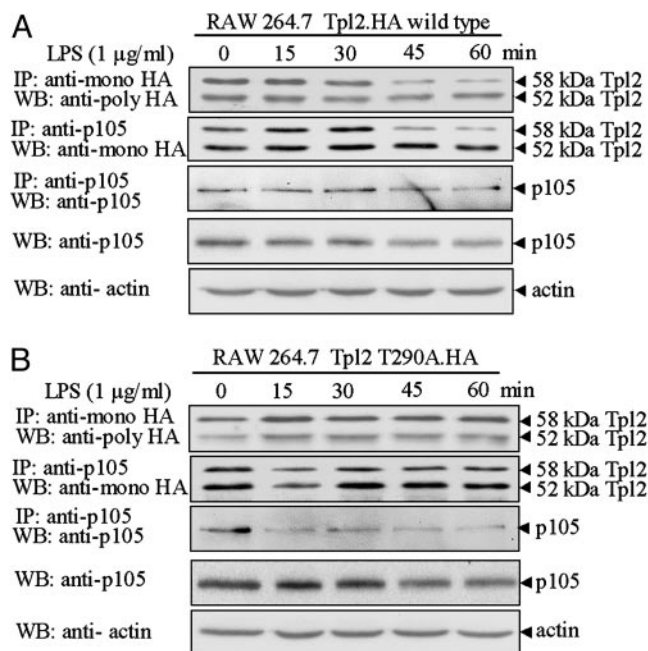 A
RAW 264.7 Tpl2.HA wild type
LPS (1 µg/ml) 0 15 30 45 60 min
IP: anti-mono HA
WB: anti-poly HA
58 kDa Tpl2
52 kDa Tpl2
IP: anti-p105
WB: anti-mono HA
58 kDa Tpl2
52 kDa Tpl2
IP: anti-p105
WB: anti-p105
p105
WB: anti-p105
p105
WB: anti- actin
actin
B
RAW 264.7 Tpl2 T290A.HA
LPS (1 µg/ml) 0 15 30 45 60 min
IP: anti-mono HA
WB: anti-poly HA
58 kDa Tpl2
52 kDa Tpl2
IP: anti-p105
WB: anti-mono HA
58 kDa Tpl2
52 kDa Tpl2
IP: anti-p105
WB: anti-p105
p105
WB: anti-p105
p105
WB: anti- actin
actin